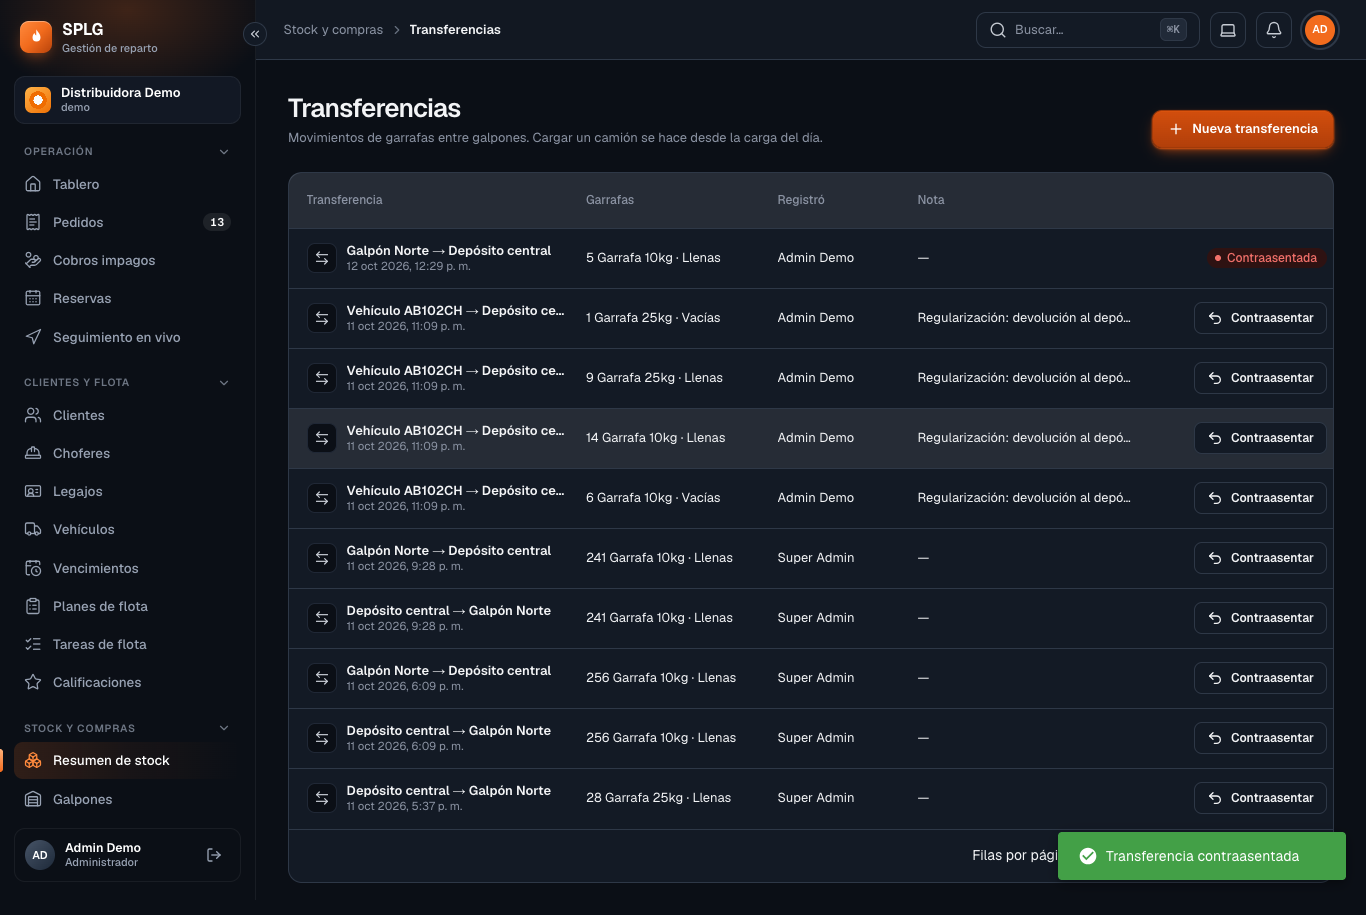 SPLG
Gestión de reparto
Distribuidora Demo
demo
OPERACIÓN
Tablero
Pedidos 13
Cobros impagos
Reservas
Seguimiento en vivo
CLIENTES Y FLOTA
Clientes
Choferes
Legajos
Vehículos
Vencimientos
Planes de flota
Tareas de flota
Calificaciones
STOCK Y COMPRAS
Resumen de stock
Galpones
AD
Admin Demo
Administrador
Stock y compras Transferencias
Buscar... ⌘K
AD
Transferencias
Movimientos de garrafas entre galpones. Cargar un camión se hace desde la carga del día.
Nueva transferencia
Transferencia Garrafas Registró Nota
Galpón Norte → Depósito central
12 oct 2026, 12:29 p. m.
5 Garrafa 10kg · Llenas Admin Demo — Contraasentada
Vehículo AB102CH → Depósito ce...
11 oct 2026, 11:09 p. m.
1 Garrafa 25kg · Vacías Admin Demo Regularización: devolución al depó... Contraasentar
Vehículo AB102CH → Depósito ce...
11 oct 2026, 11:09 p. m.
9 Garrafa 25kg · Llenas Admin Demo Regularización: devolución al depó... Contraasentar
Vehículo AB102CH → Depósito ce...
11 oct 2026, 11:09 p. m.
14 Garrafa 10kg · Llenas Admin Demo Regularización: devolución al depó... Contraasentar
Vehículo AB102CH → Depósito ce...
11 oct 2026, 11:09 p. m.
6 Garrafa 10kg · Vacías Admin Demo Regularización: devolución al depó... Contraasentar
Galpón Norte → Depósito central
11 oct 2026, 9:28 p. m.
241 Garrafa 10kg · Llenas Super Admin — Contraasentar
Depósito central → Galpón Norte
11 oct 2026, 9:28 p. m.
241 Garrafa 10kg · Llenas Super Admin — Contraasentar
Galpón Norte → Depósito central
11 oct 2026, 6:09 p. m.
256 Garrafa 10kg · Llenas Super Admin — Contraasentar
Depósito central → Galpón Norte
11 oct 2026, 6:09 p. m.
256 Garrafa 10kg · Llenas Super Admin — Contraasentar
Depósito central → Galpón Norte
11 oct 2026, 5:37 p. m.
28 Garrafa 25kg · Llenas Super Admin — Contraasentar
Filas por pági
Transferencia contraasentada